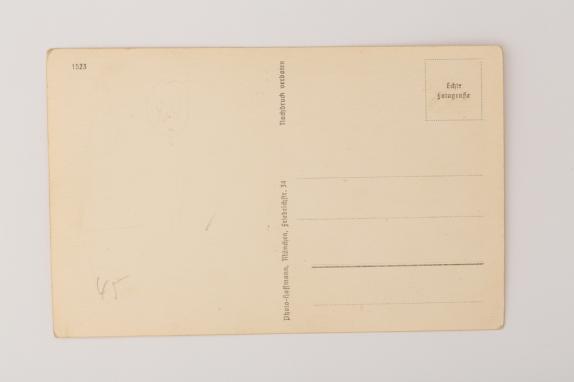 1523
Nachdruck verboten
Photo-Hoffmann, München, Friedrichstr. 34
Echte
Fotografie
45